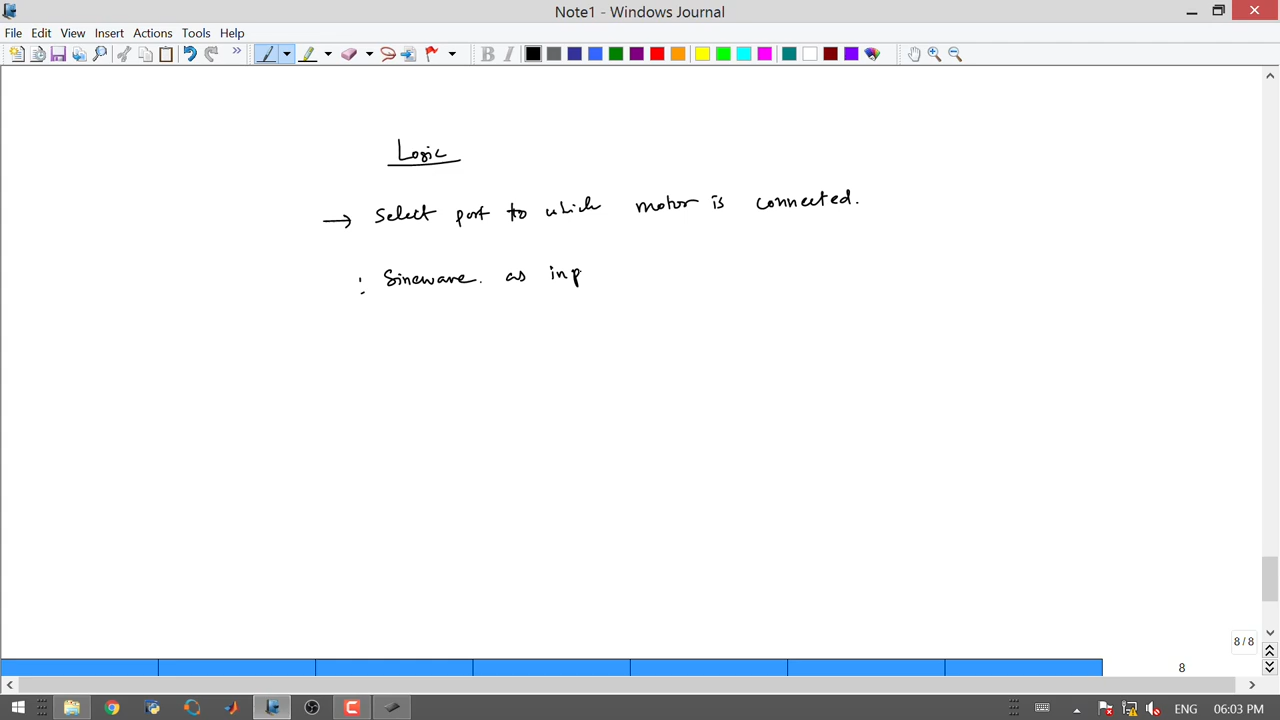 Note1 - Windows Journal
File Edit View Insert Actions Tools Help
Logic
→ Select port to which motor is connected.
: Sineware. as inp
8 / 8
8
ENG 06:03 PM